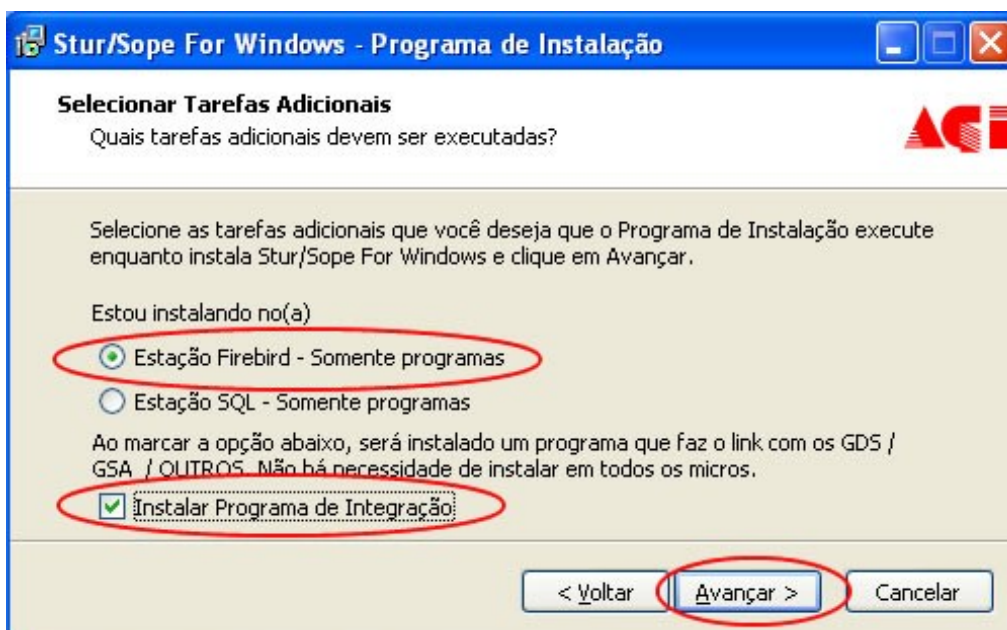 Stur/Sope For Windows - Programa de Instalação
Selecionar Tarefas Adicionais
Quais tarefas adicionais devem ser executadas?
Selecione as tarefas adicionais que você deseja que o Programa de Instalação execute
enquanto instala Stur/Sope For Windows e clique em Avançar.
Estou instalando no(a)
Estação Firebird - Somente programas
Estação SQL - Somente programas
Ao marcar a opção abaixo, será instalado um programa que faz o link com os GDS /
GSA / OUTROS. Não há necessidade de instalar em todos os micros.
Instalar Programa de Integração
< Voltar Avançar > Cancelar